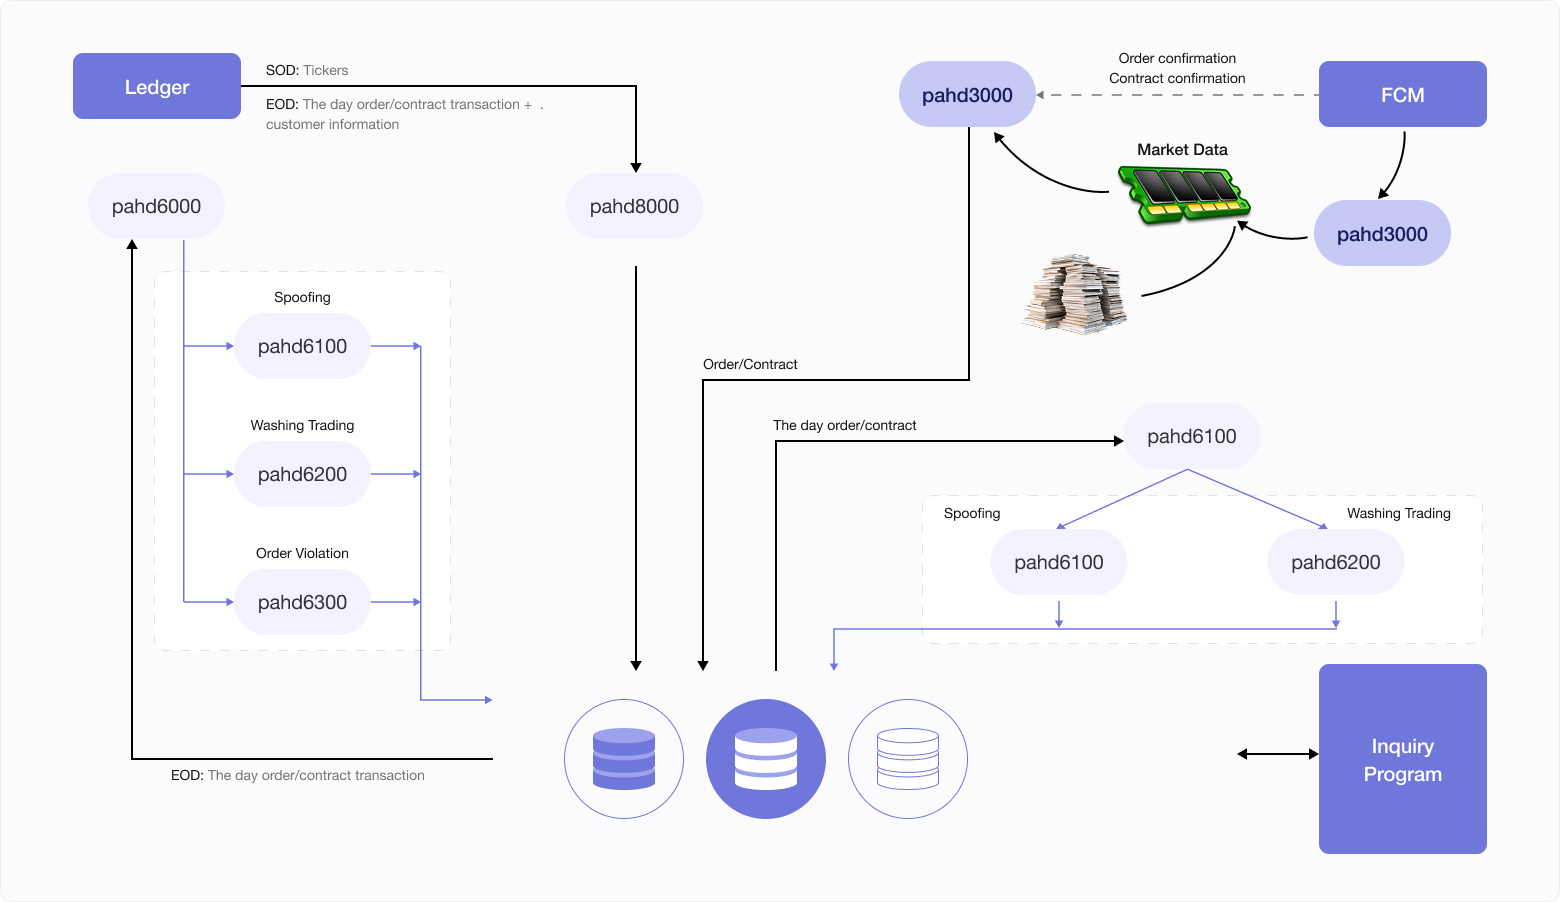 Ledger
SOD: Tickers
EOD: The day order/contract transaction + .
customer information
Order confirmation
Contract confirmation
pahd3000
FCM
Market Data
pahd6000
pahd8000
pahd3000
Spoofing
pahd6100
Order/Contract
Washing Trading
The day order/contract
pahd6100
pahd6200
Spoofing
Washing Trading
Order Violation
pahd6100
pahd6200
pahd6300
Inquiry
Program
EOD: The day order/contract transaction